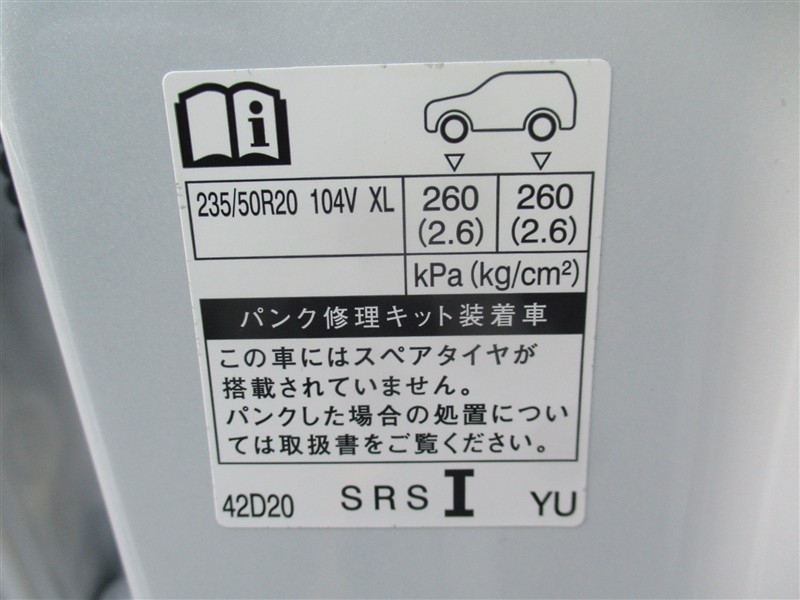 i
235/50R20 104V XL 260 260
(2.6) (2.6)
kPa (kg/cm²)
パンク修理キット装着車
この車にはスペアタイヤが
搭載されていません。
パンクした場合の処置につい
ては取扱書をご覧ください。
42D20 SRS I YU